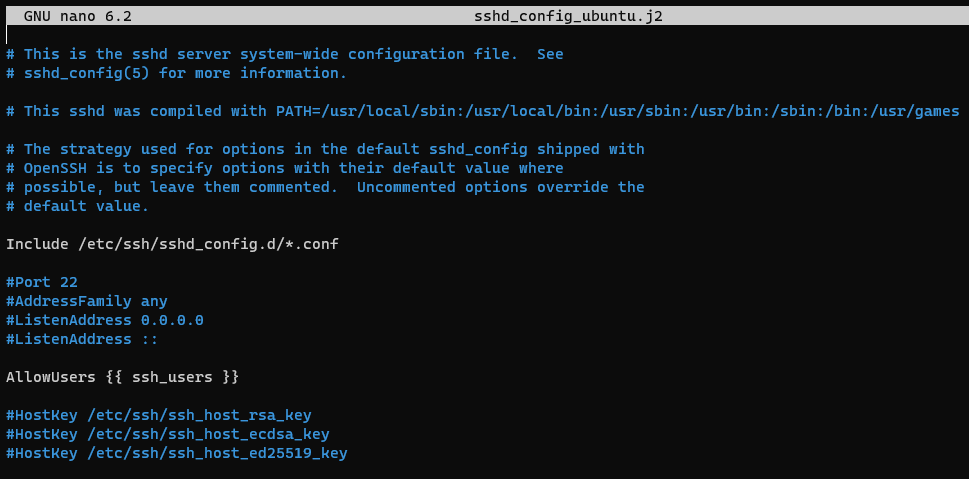 GNU nano 6.2 sshd_config_ubuntu.j2
# This is the sshd server system-wide configuration file.  See
# sshd_config(5) for more information.
# This sshd was compiled with PATH=/usr/local/sbin:/usr/local/bin:/usr/sbin:/usr/bin:/sbin:/bin:/usr/games
# The strategy used for options in the default sshd_config shipped with
# OpenSSH is to specify options with their default value where
# possible, but leave them commented.  Uncommented options override the
# default value.
Include /etc/ssh/sshd_config.d/*.conf
#Port 22
#AddressFamily any
#ListenAddress 0.0.0.0
#ListenAddress ::
AllowUsers {{ ssh_users }}
#HostKey /etc/ssh/ssh_host_rsa_key
#HostKey /etc/ssh/ssh_host_ecdsa_key
#HostKey /etc/ssh/ssh_host_ed25519_key